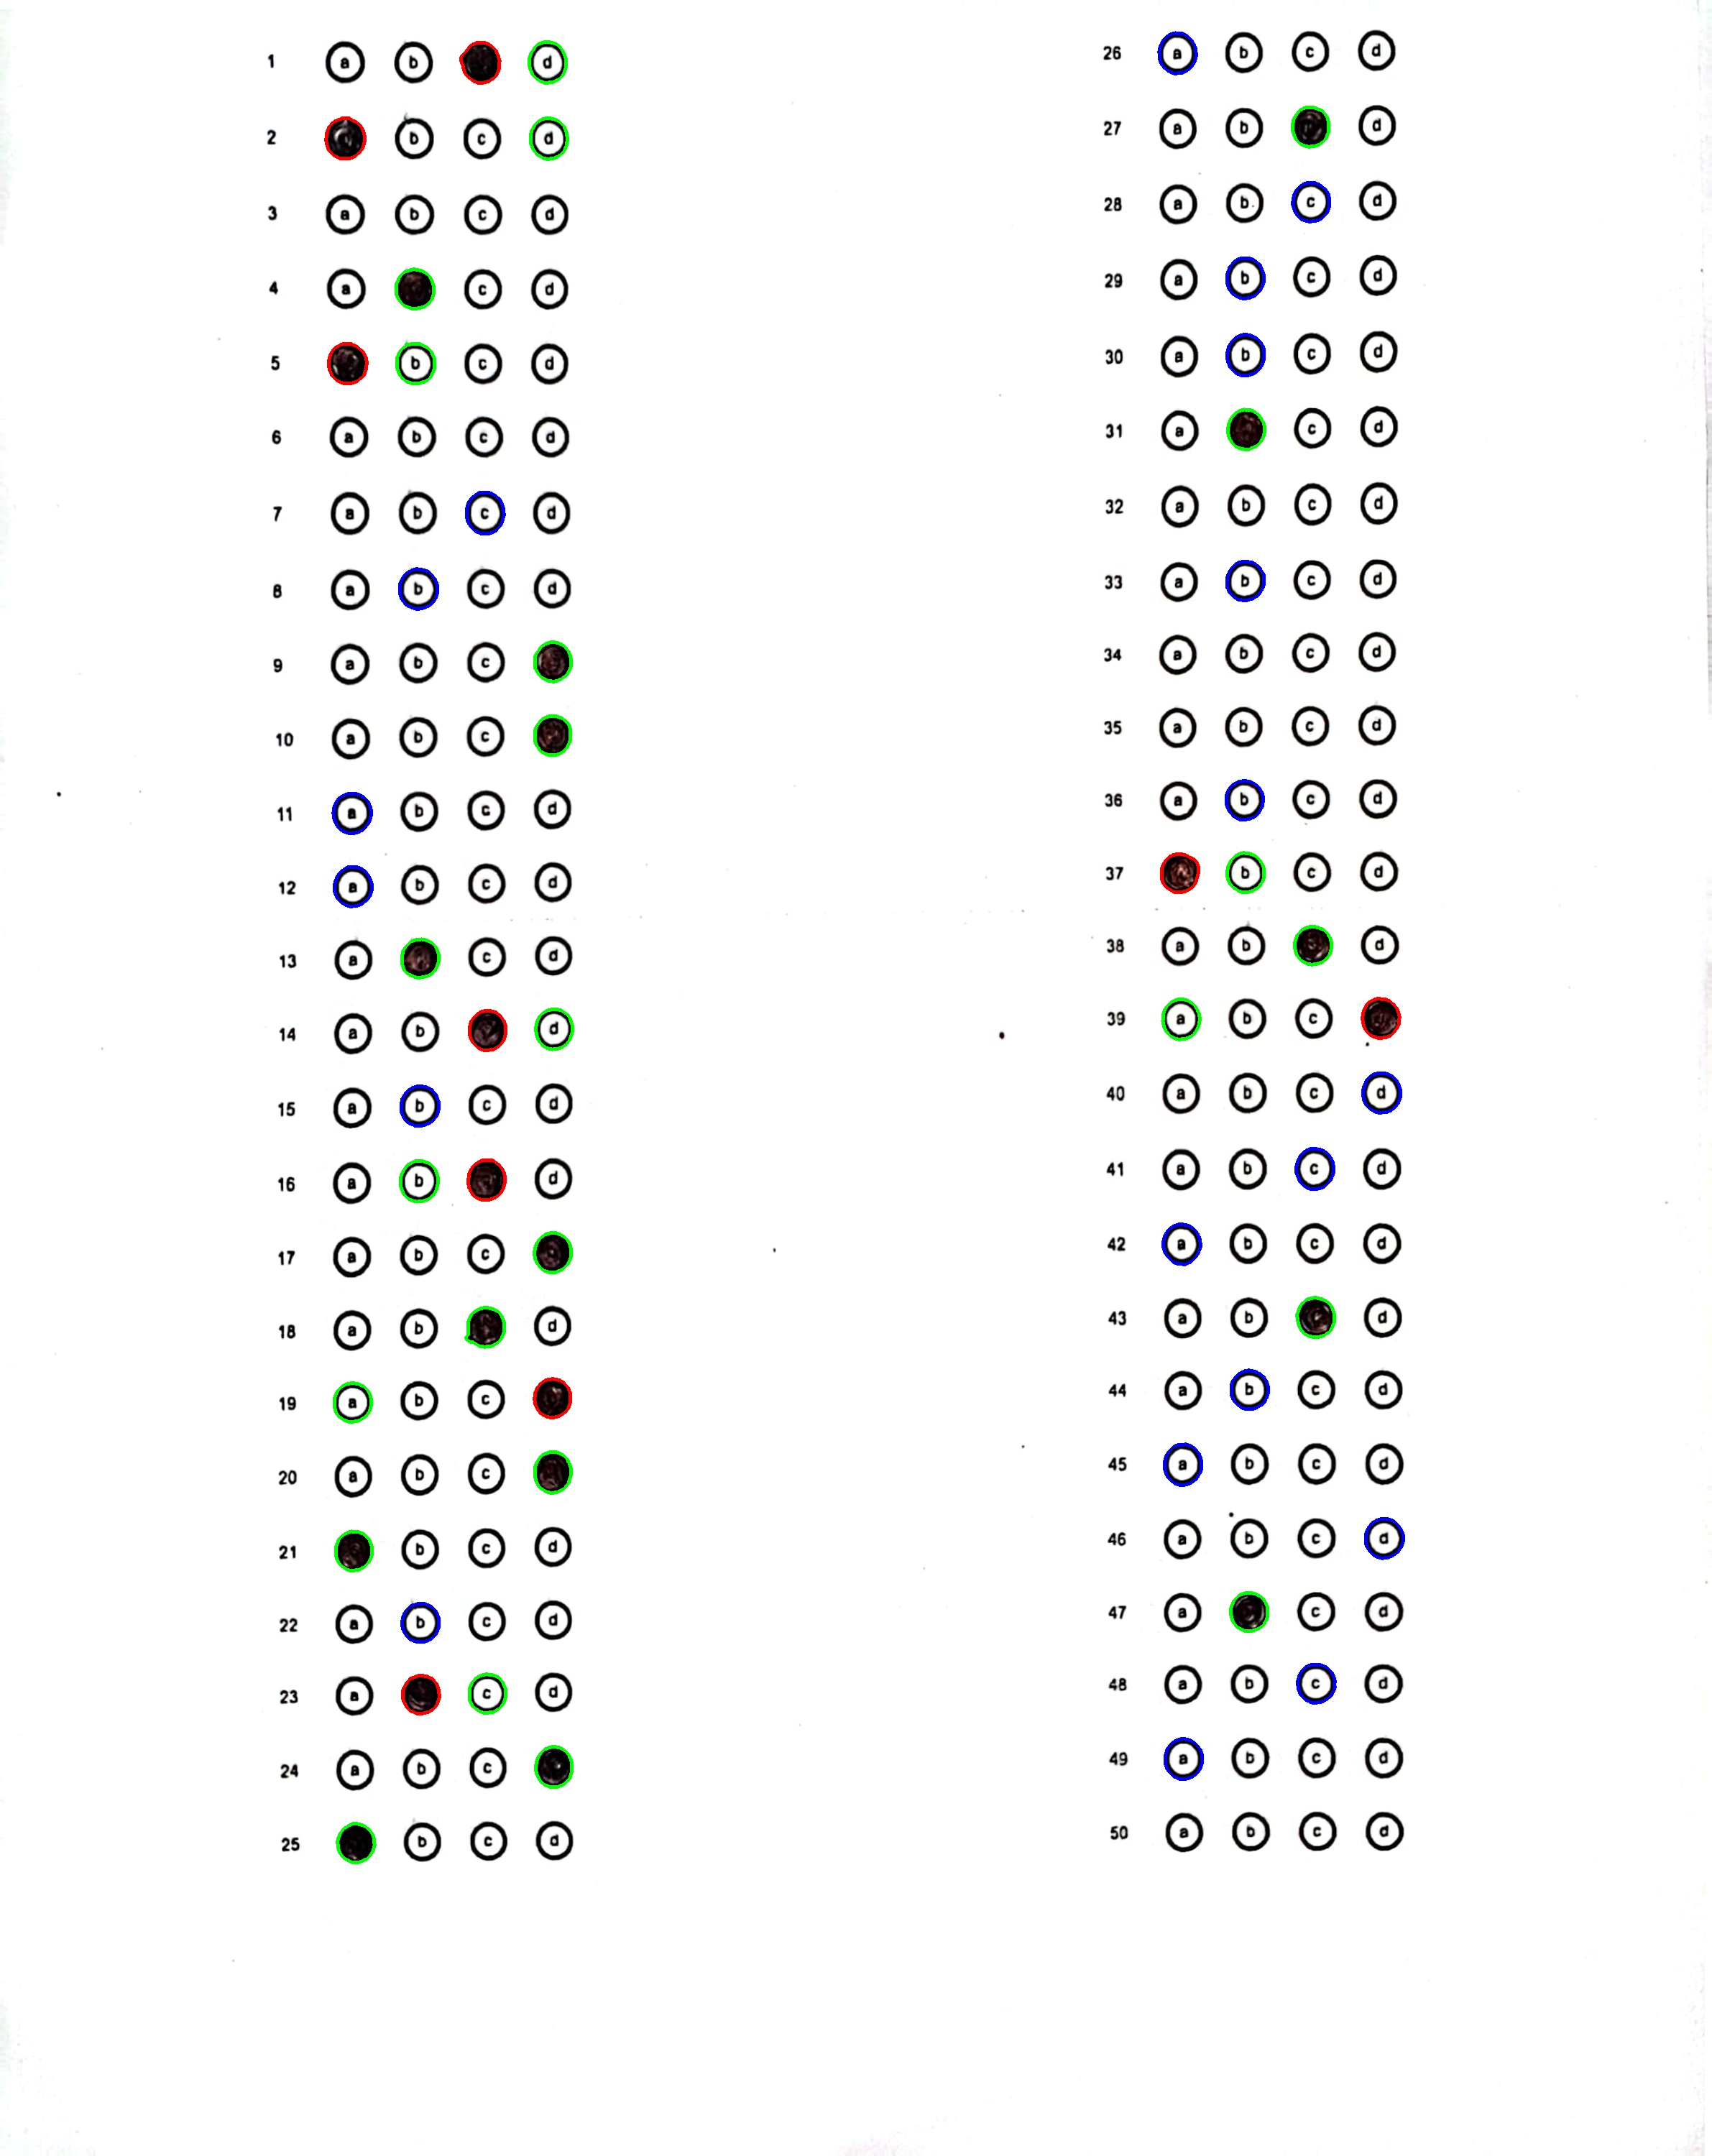 1 a b d
2 b c d
3 a b c d
4 a c d
5 b c d
6 a b c d
7 a b c d
8 a b c d
9 a b c
10 a b c
11 a b c d
12 a b c d
13 a c d
14 a b d
15 a b c d
16 a b d
17 a b c
18 a b d
19 a b c
20 a b c
21 b c d
22 a b c d
23 a c d
24 a b c
25 b c d
26 a b c d
27 a b d
28 a b c d
29 a b c d
30 a b c d
31 a c d
32 a b c d
33 a b c d
34 a b c d
35 a b c d
36 a b c d
37 b c d
38 a b d
39 a b c
40 a b c d
41 a b c d
42 a b c d
43 a b d
44 a b c d
45 a b c d
46 a b c d
47 a c d
48 a b c d
49 a b c d
50 a b c d